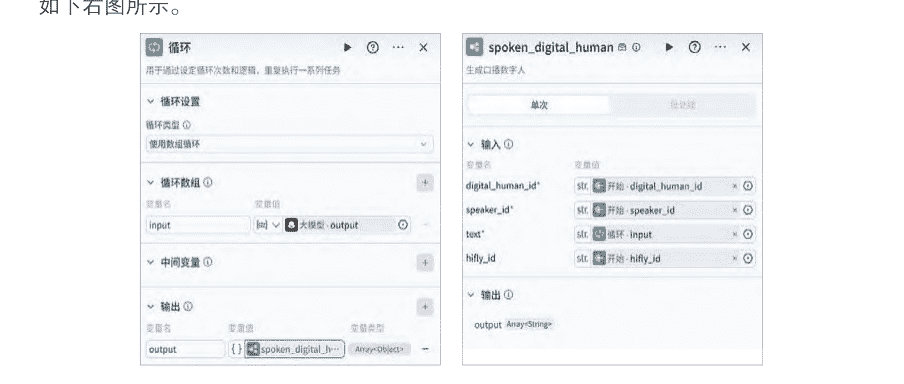 如下右图所示。
循环
用于通过设定循环次数和逻辑，重复执行一系列任务
循环设置
循环类型
使用数组循环
循环数组
变量名 变量值
input 大模型 · output
中间变量
输出
变量名 变量值 变量类型
output {} spoken_digital_h··· Array<Object>
spoken_digital_human
生成口播数字人
单次 批处理
输入
变量名 变量值
digital_human_id* str. 开始 · digital_human_id
speaker_id* str. 开始 · speaker_id
text* str. 循环 · input
hifly_id str. 开始 · hifly_id
输出
output Array<String>